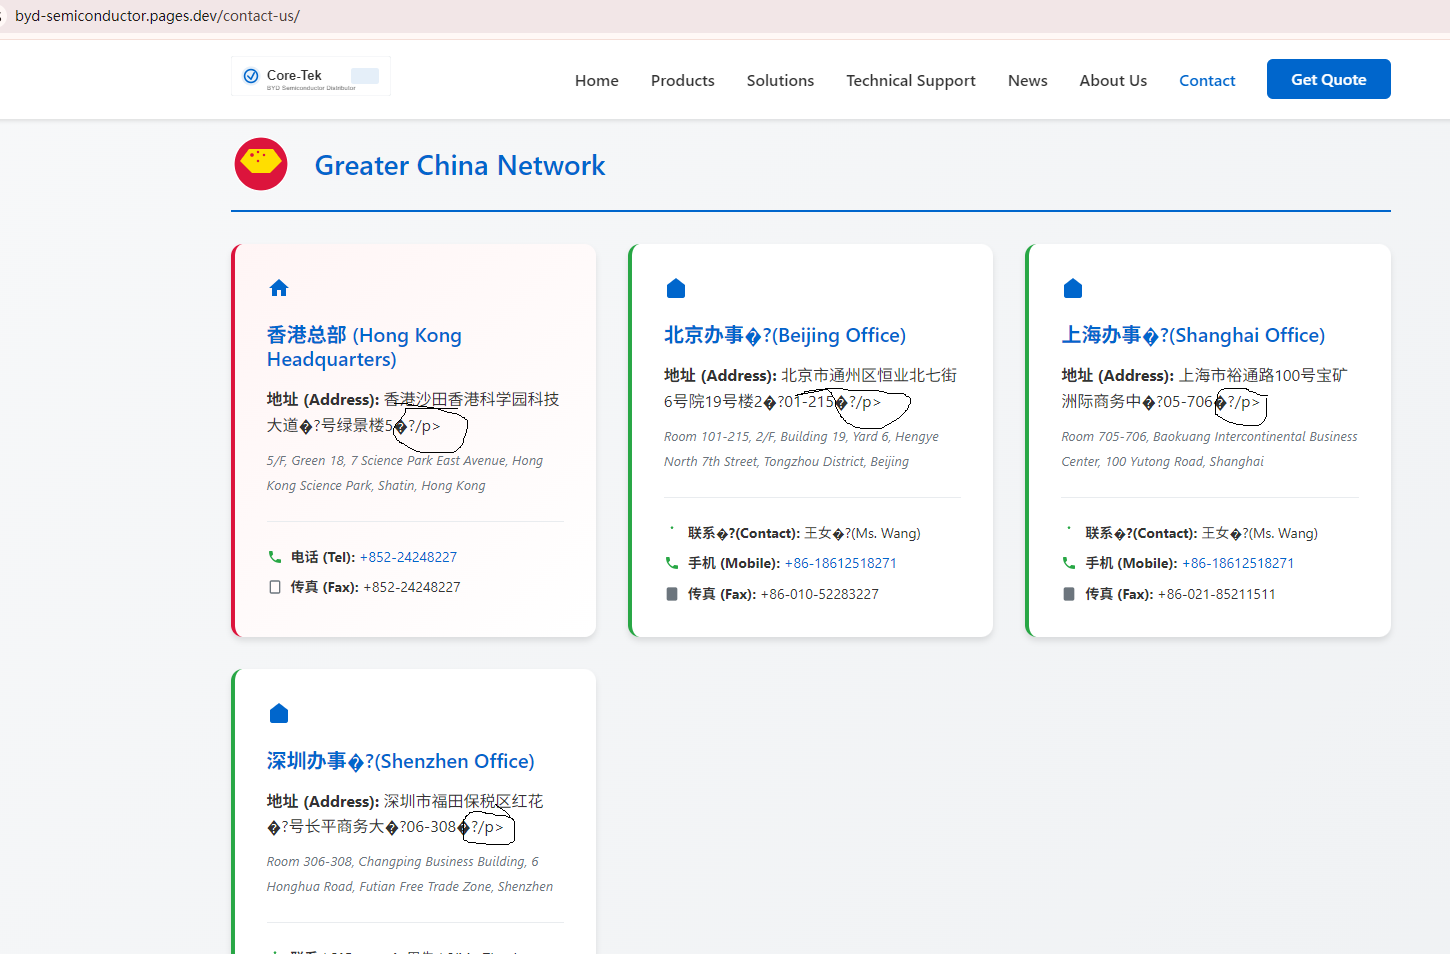 byd-semiconductor.pages.dev/contact-us/
Core-Tek
BYD Semiconductor Distributor
Home Products Solutions Technical Support News About Us Contact Get Quote
Greater China Network
香港总部 (Hong Kong
Headquarters)
地址 (Address): 香港沙田香港科学园科技
大道�?号绿景楼5�?/p>
5/F, Green 18, 7 Science Park East Avenue, Hong
Kong Science Park, Shatin, Hong Kong
电话 (Tel): +852-24248227
传真 (Fax): +852-24248227
北京办事�?(Beijing Office)
地址 (Address): 北京市通州区恒业北七街
6号院19号楼2�?01-215�?/p>
Room 101-215, 2/F, Building 19, Yard 6, Hengye
North 7th Street, Tongzhou District, Beijing
联系�?(Contact): 王女�?(Ms. Wang)
手机 (Mobile): +86-18612518271
传真 (Fax): +86-010-52283227
上海办事�?(Shanghai Office)
地址 (Address): 上海市裕通路100号宝矿
洲际商务中�?05-706�?/p>
Room 705-706, Baokuang Intercontinental Business
Center, 100 Yutong Road, Shanghai
联系�?(Contact): 王女�?(Ms. Wang)
手机 (Mobile): +86-18612518271
传真 (Fax): +86-021-85211511
深圳办事�?(Shenzhen Office)
地址 (Address): 深圳市福田保税区红花
�?号长平商务大�?06-308�?/p>
Room 306-308, Changping Business Building, 6
Honghua Road, Futian Free Trade Zone, Shenzhen